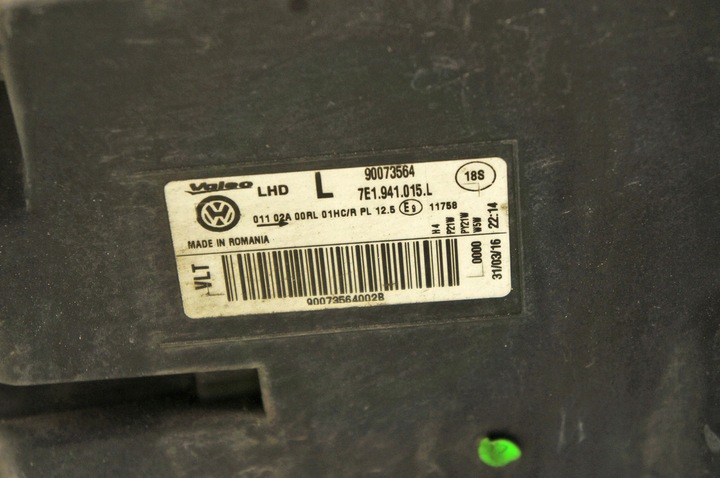 Valeo LHD L 90073564 18S
7E1.941.015.L
011 02A 00RL 01HC/R PL 12.5 E9 11758
MADE IN ROMANIA
VLT
90073564002B
H4
P21W
PY21W
W5W
0000
31/03/16 22:14